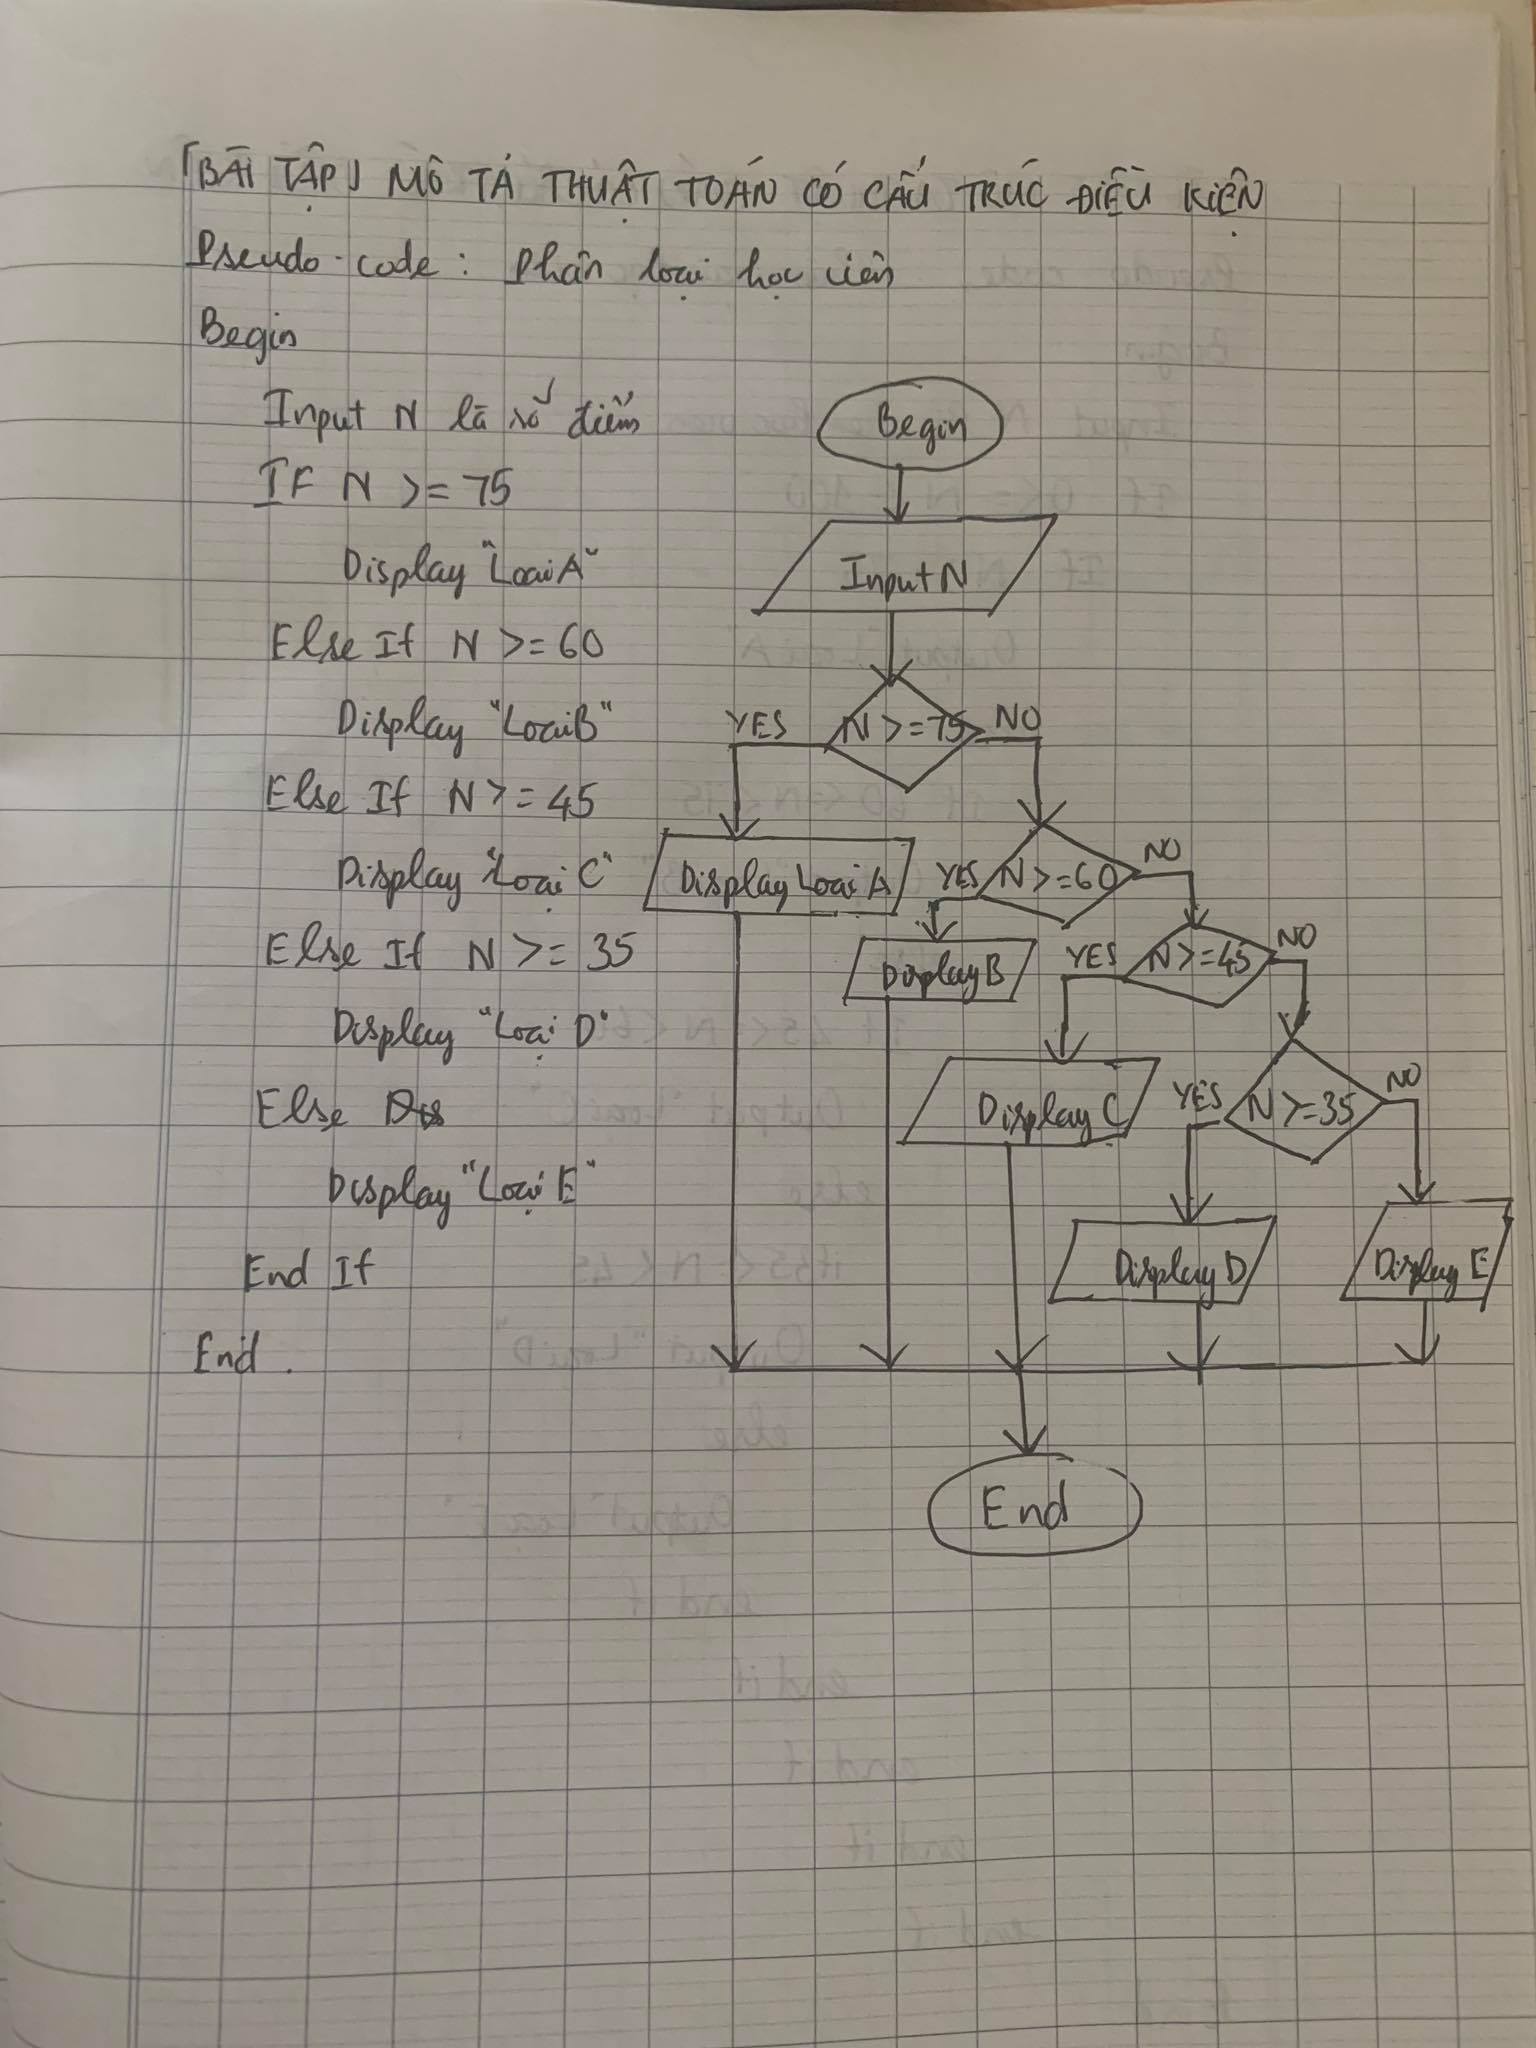 [BÀI TẬP] MÔ TẢ THUẬT TOÁN CÓ CẤU TRÚC ĐIỀU KIỆN
Pseudo-code: Phân loại học viên
Begin
Input N là số điểm
IF N >= 75
Display "Loại A"
Else If N >= 60
Display "Loại B"
Else If N >= 45
Display "Loại C"
Else If N >= 35
Display "Loại D"
Else
Display "Loại E"
End If
End.
Begin
Input N
YES N >= 75 NO
Display Loại A
YES N >= 60 NO
Display B
YES N >= 45 NO
Display C
YES N >= 35 NO
Display D
Display E
End